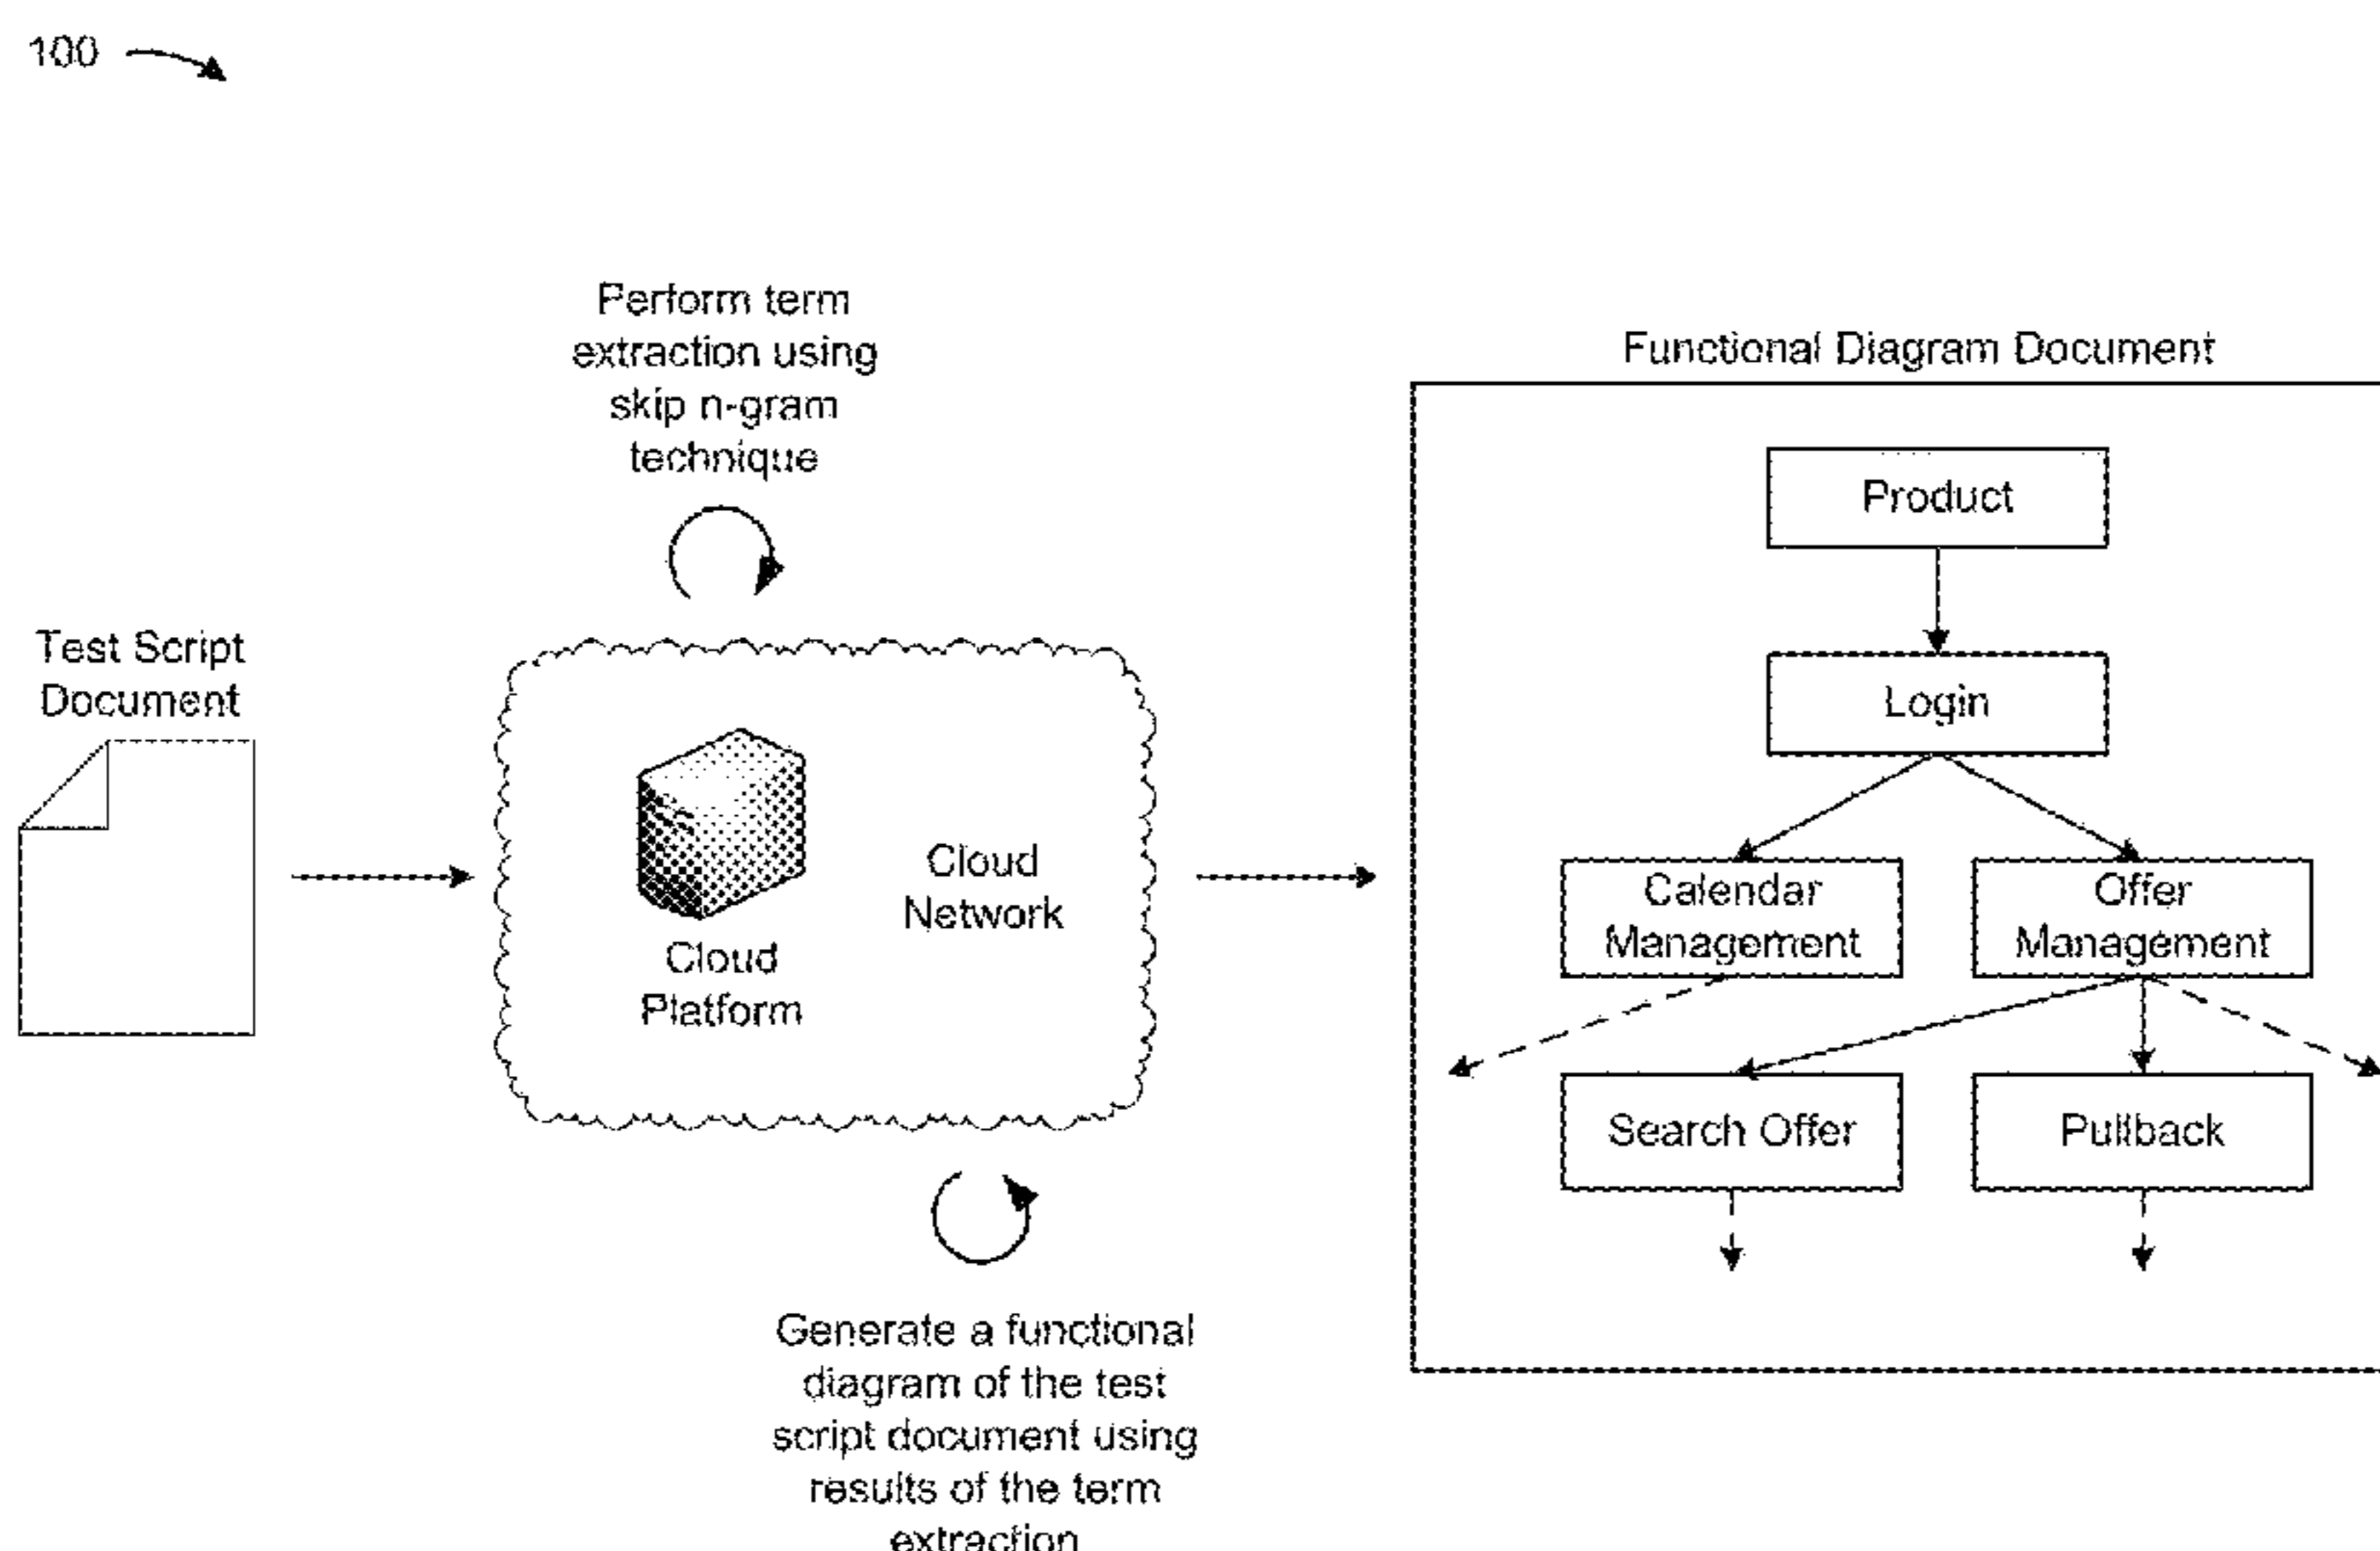 100
Perform term
extraction using
skip n-gram
technique
Test Script
Document
Cloud
Platform
Cloud
Network
Generate a functional
diagram of the test
script document using
results of the term
extraction
Functional Diagram Document
Product
Login
Calendar
Management
Offer
Management
Search Offer
Pullback